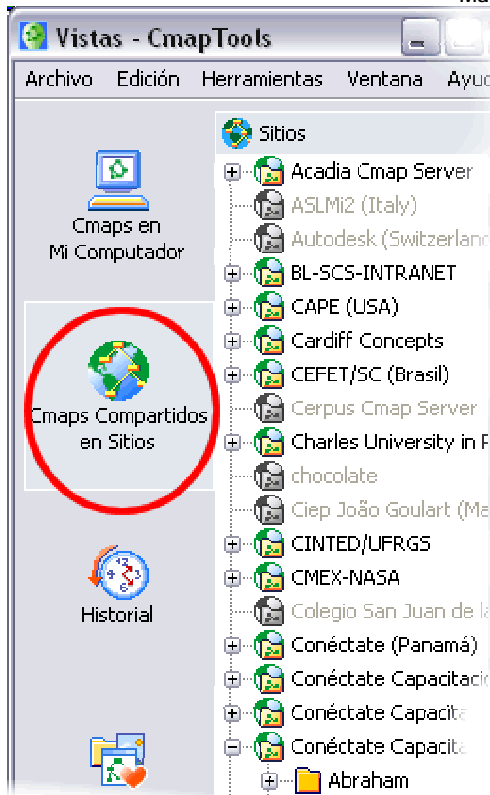 Vistas - CmapTools
Archivo Edición Herramientas Ventana
Cmaps en
Mi Computador
Cmaps Compartidos
en Sitios
Historial
Sitios
Acadia Cmap Server
ASLMi2 (Italy)
Autodesk (Switzerland
BL-SCS-INTRANET
CAPE (USA)
Cardiff Concepts
CEFET/SC (Brasil)
Cerpus Cmap Server
Charles University in
chocolate
Ciep João Goulart
CINTED/UFRGS
CMEX-NASA
Colegio San Juan de
Conéctate (Panamá)
Conéctate
Conéctate
Conéctate
Abraham